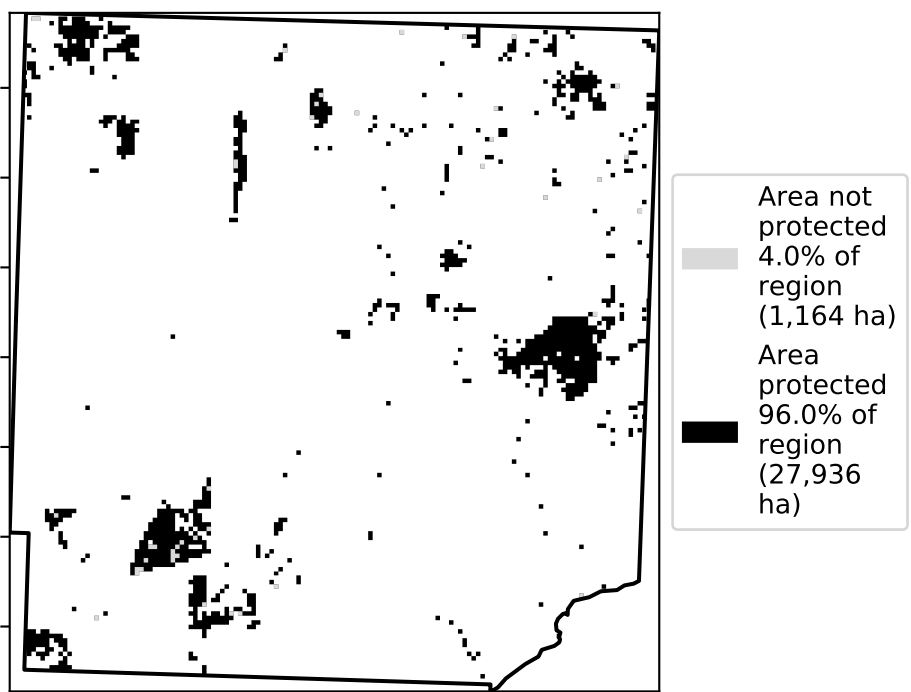 Area not
protected
4.0% of
region
(1,164 ha)
Area
protected
96.0% of
region
(27,936
ha)